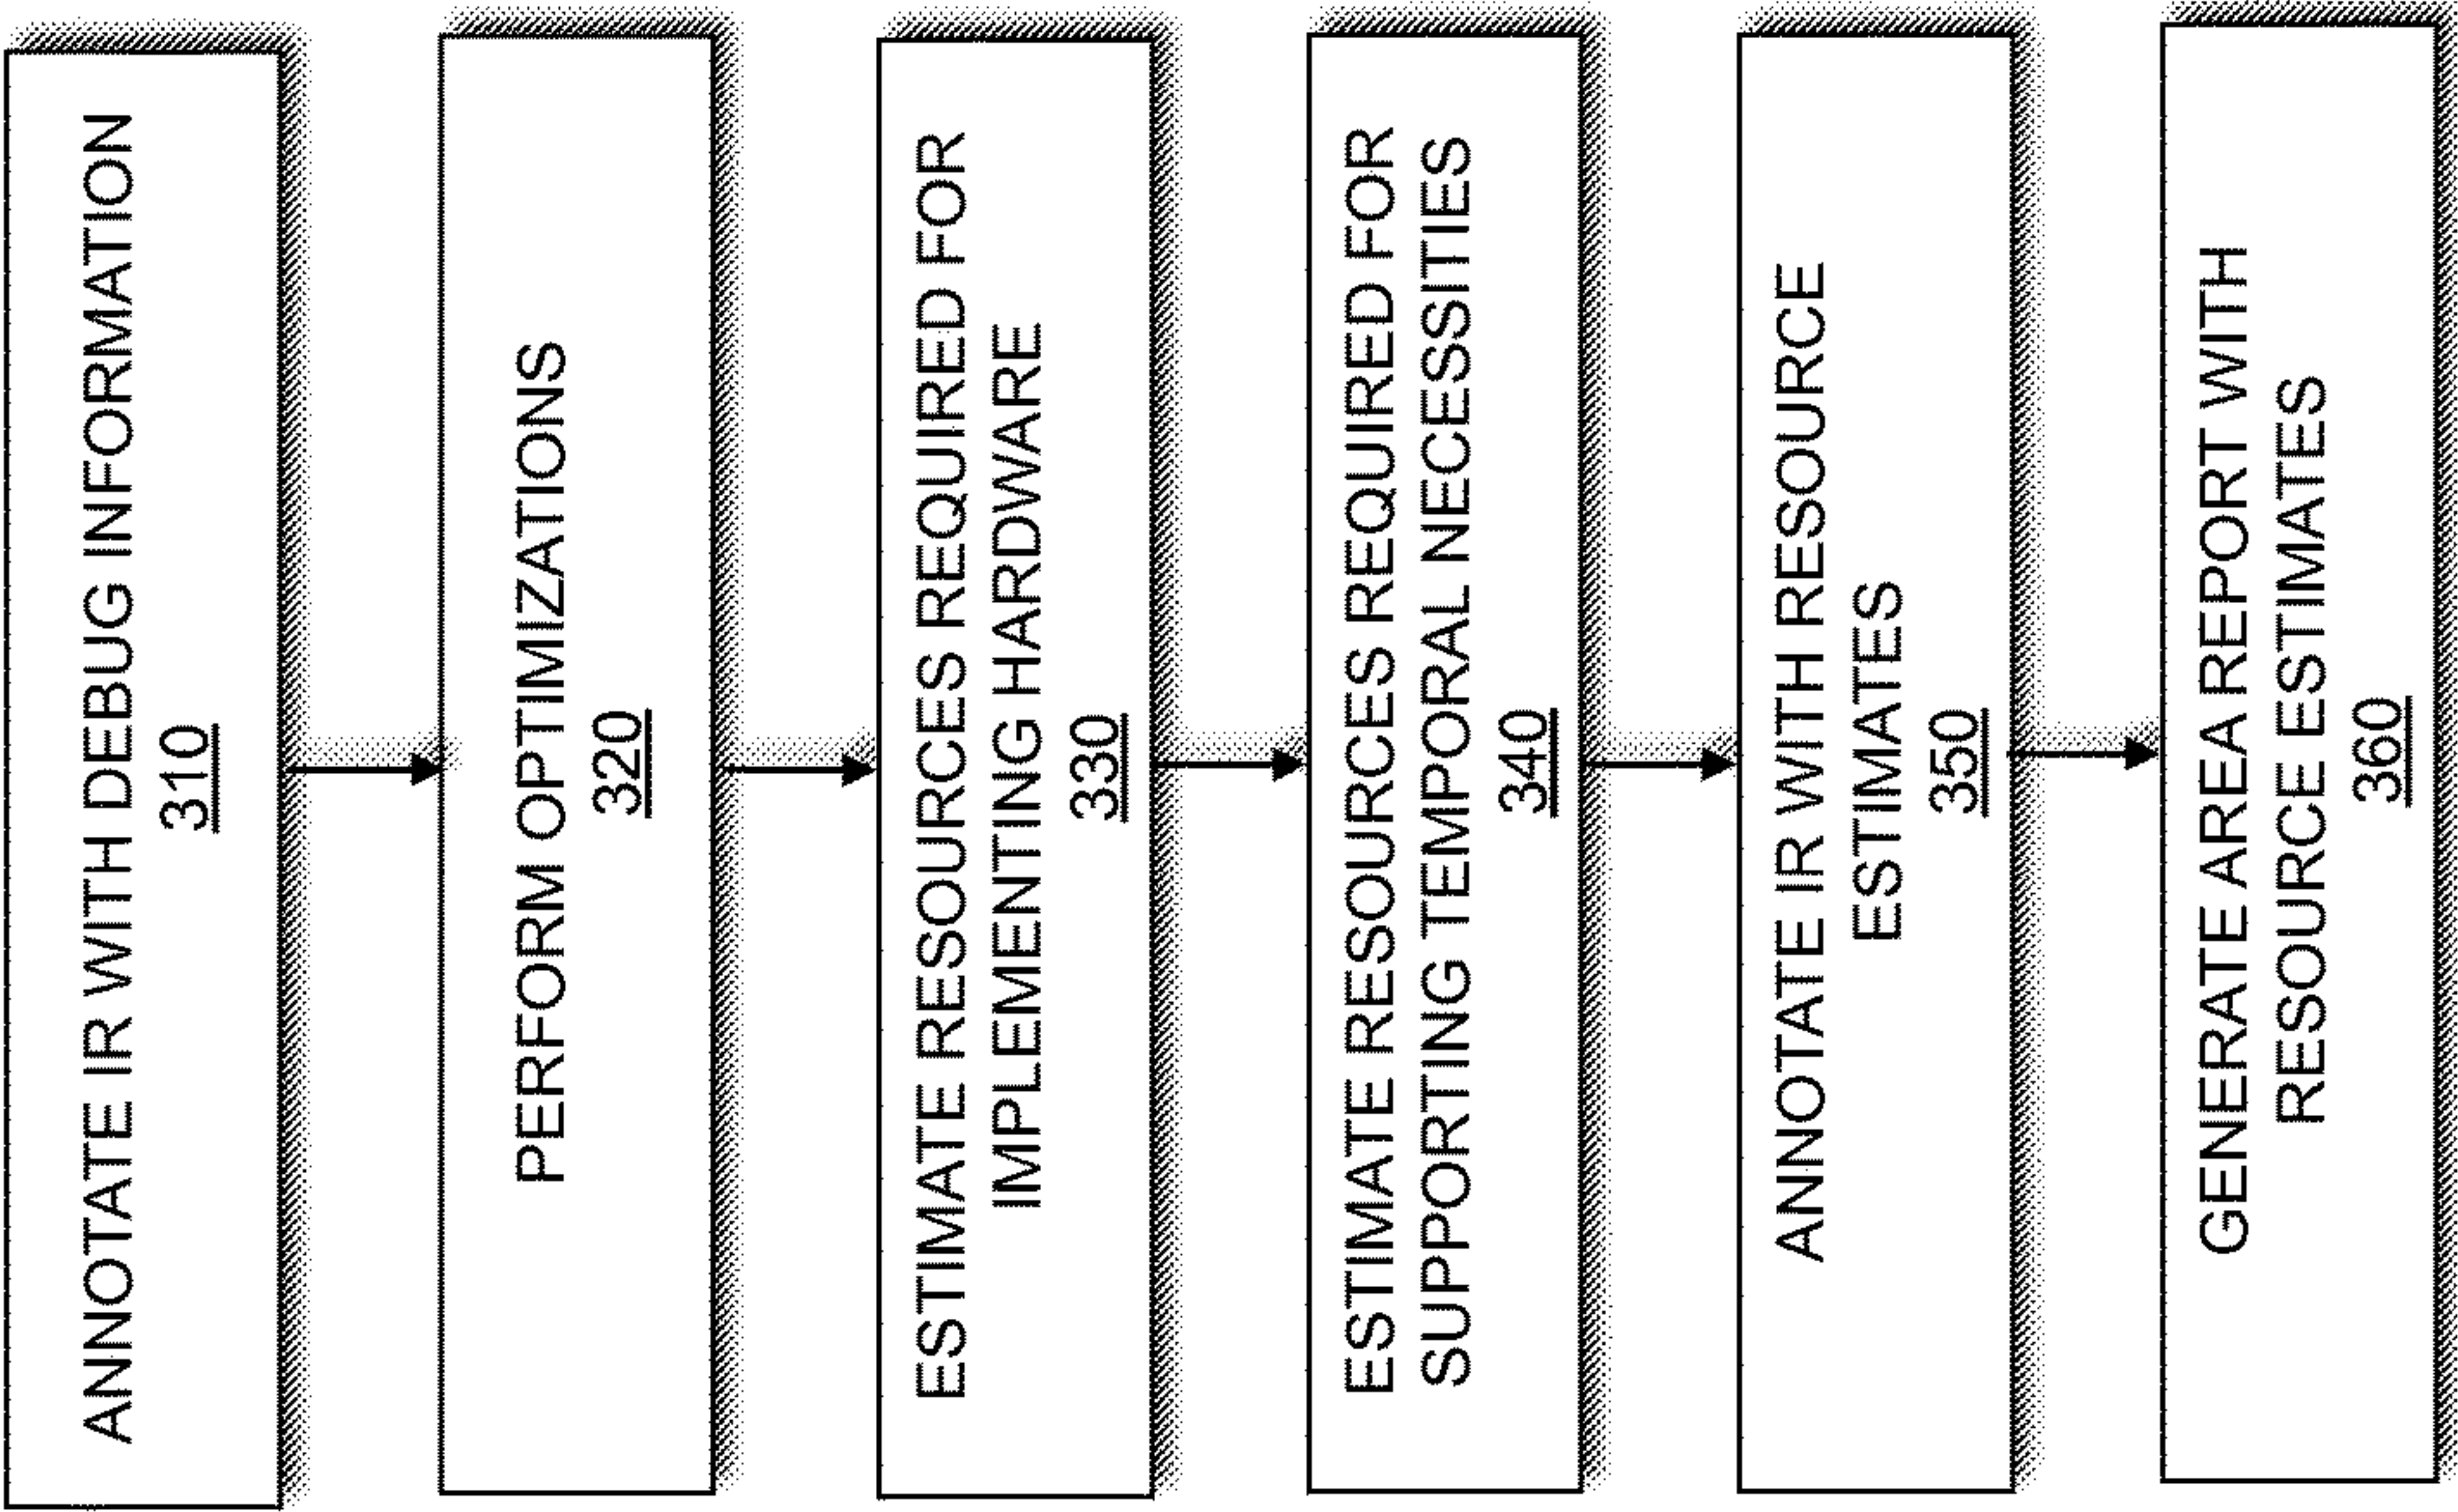 ANNOTATE IR WITH DEBUG INFORMATION
310
PERFORM OPTIMIZATIONS
320
ESTIMATE RESOURCES REQUIRED FOR
IMPLEMENTING HARDWARE
330
ESTIMATE RESOURCES REQUIRED FOR
SUPPORTING TEMPORAL NECESSITIES
340
ANNOTATE IR WITH RESOURCE
ESTIMATES
350
GENERATE AREA REPORT WITH
RESOURCE ESTIMATES
360